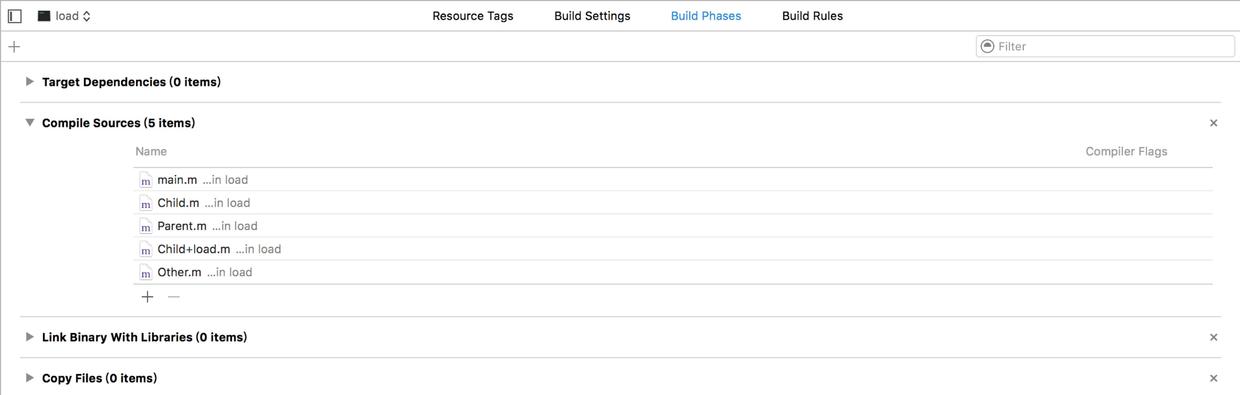 load Resource Tags Build Settings Build Phases Build Rules
Filter
Target Dependencies (0 items)
Compile Sources (5 items)
Name Compiler Flags
m main.m ...in load
m Child.m ...in load
m Parent.m ...in load
m Child+load.m ...in load
m Other.m ...in load
Link Binary With Libraries (0 items)
Copy Files (0 items)